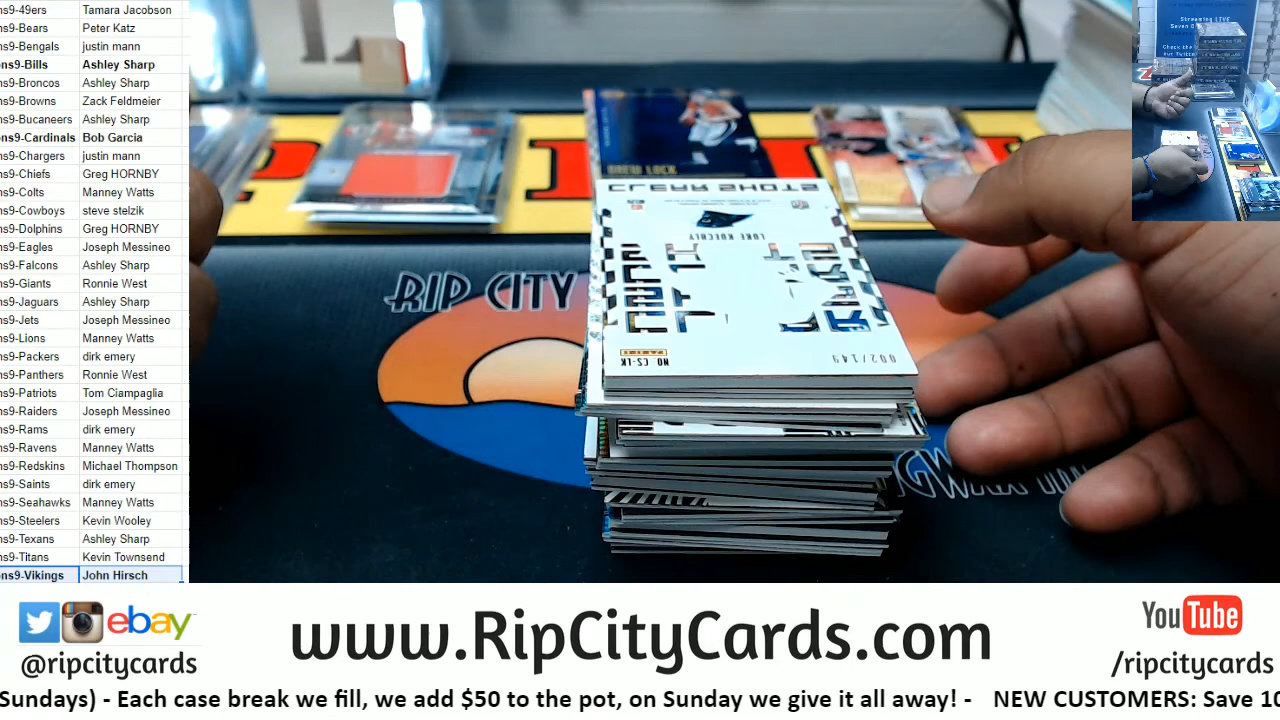 ns9-49ers Tamara Jacobson
ns9-Bears Peter Katz
ns9-Bengals justin mann
ons9-Bills Ashley Sharp
ns9-Broncos Ashley Sharp
ns9-Browns Zack Feldmeier
ns9-Bucaneers Ashley Sharp
ons9-Cardinals Bob Garcia
ns9-Chargers justin mann
ns9-Chiefs Greg HORNBY
ns9-Colts Manney Watts
ns9-Cowboys steve stelzik
ns9-Dolphins Greg HORNBY
ns9-Eagles Joseph Messineo
ns9-Falcons Ashley Sharp
ns9-Giants Ronnie West
ns9-Jaguars Ashley Sharp
ns9-Jets Joseph Messineo
ns9-Lions Manney Watts
ns9-Packers dirk emery
ns9-Panthers Ronnie West
ns9-Patriots Tom Ciampaglia
ns9-Raiders Joseph Messineo
ns9-Rams dirk emery
ns9-Ravens Manney Watts
ns9-Redskins Michael Thompson
ns9-Saints dirk emery
ns9-Seahawks Manney Watts
ns9-Steelers Kevin Wooley
ns9-Texans Ashley Sharp
ns9-Titans Kevin Townsend
ons9-Vikings John Hirsch
Streaming LIVE
DREW LOCK
CLEAR SHOTS
LUKE KUECHLY
NO. CS-LK
002/149
RIP CITY
ebay
@ripcitycards
www.RipCityCards.com
YouTube
/ripcitycards
Sundays) - Each case break we fill, we add $50 to the pot, on Sunday we give it all away! - NEW CUSTOMERS: Save 10